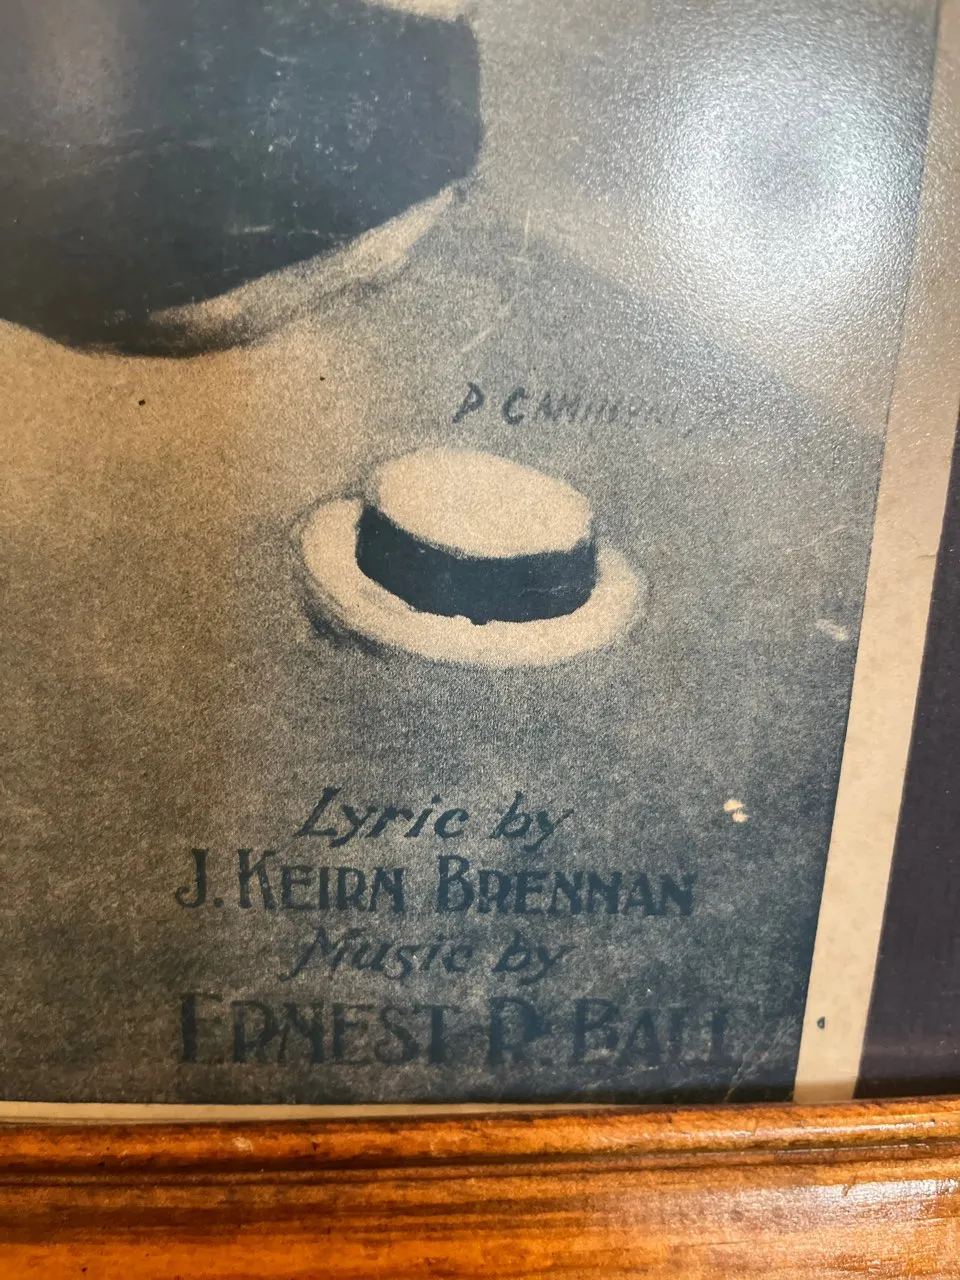 D C
Lyric by
J. KEIRN BRENNAN
Music by
ERNEST R. BALL